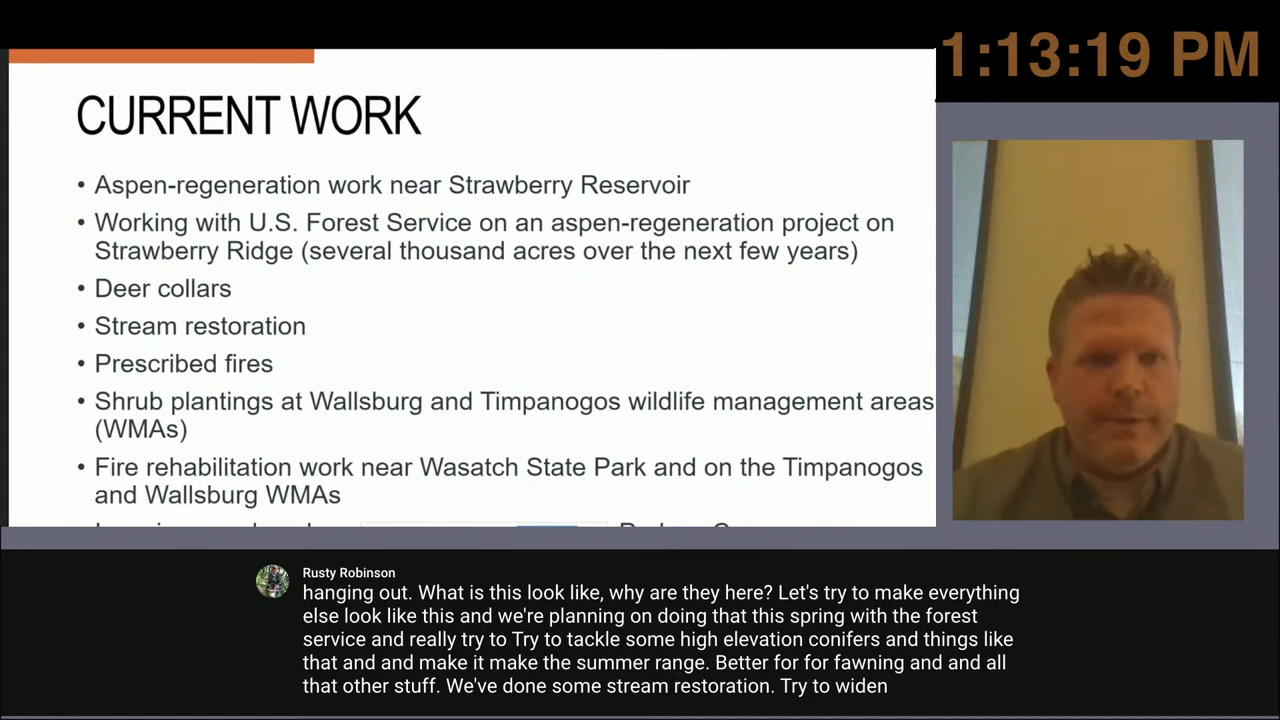 1:13:19 PM
CURRENT WORK
• Aspen-regeneration work near Strawberry Reservoir
• Working with U.S. Forest Service on an aspen-regeneration project on
Strawberry Ridge (several thousand acres over the next few years)
• Deer collars
• Stream restoration
• Prescribed fires
• Shrub plantings at Wallsburg and Timpanogos wildlife management areas
(WMAs)
• Fire rehabilitation work near Wasatch State Park and on the Timpanogos
and Wallsburg WMAs
Rusty Robinson
hanging out. What is this look like, why are they here? Let's try to make everything
else look like this and we're planning on doing that this spring with the forest
service and really try to Try to tackle some high elevation conifers and things like
that and and make it make the summer range. Better for for fawning and and all
that other stuff. We've done some stream restoration. Try to widen